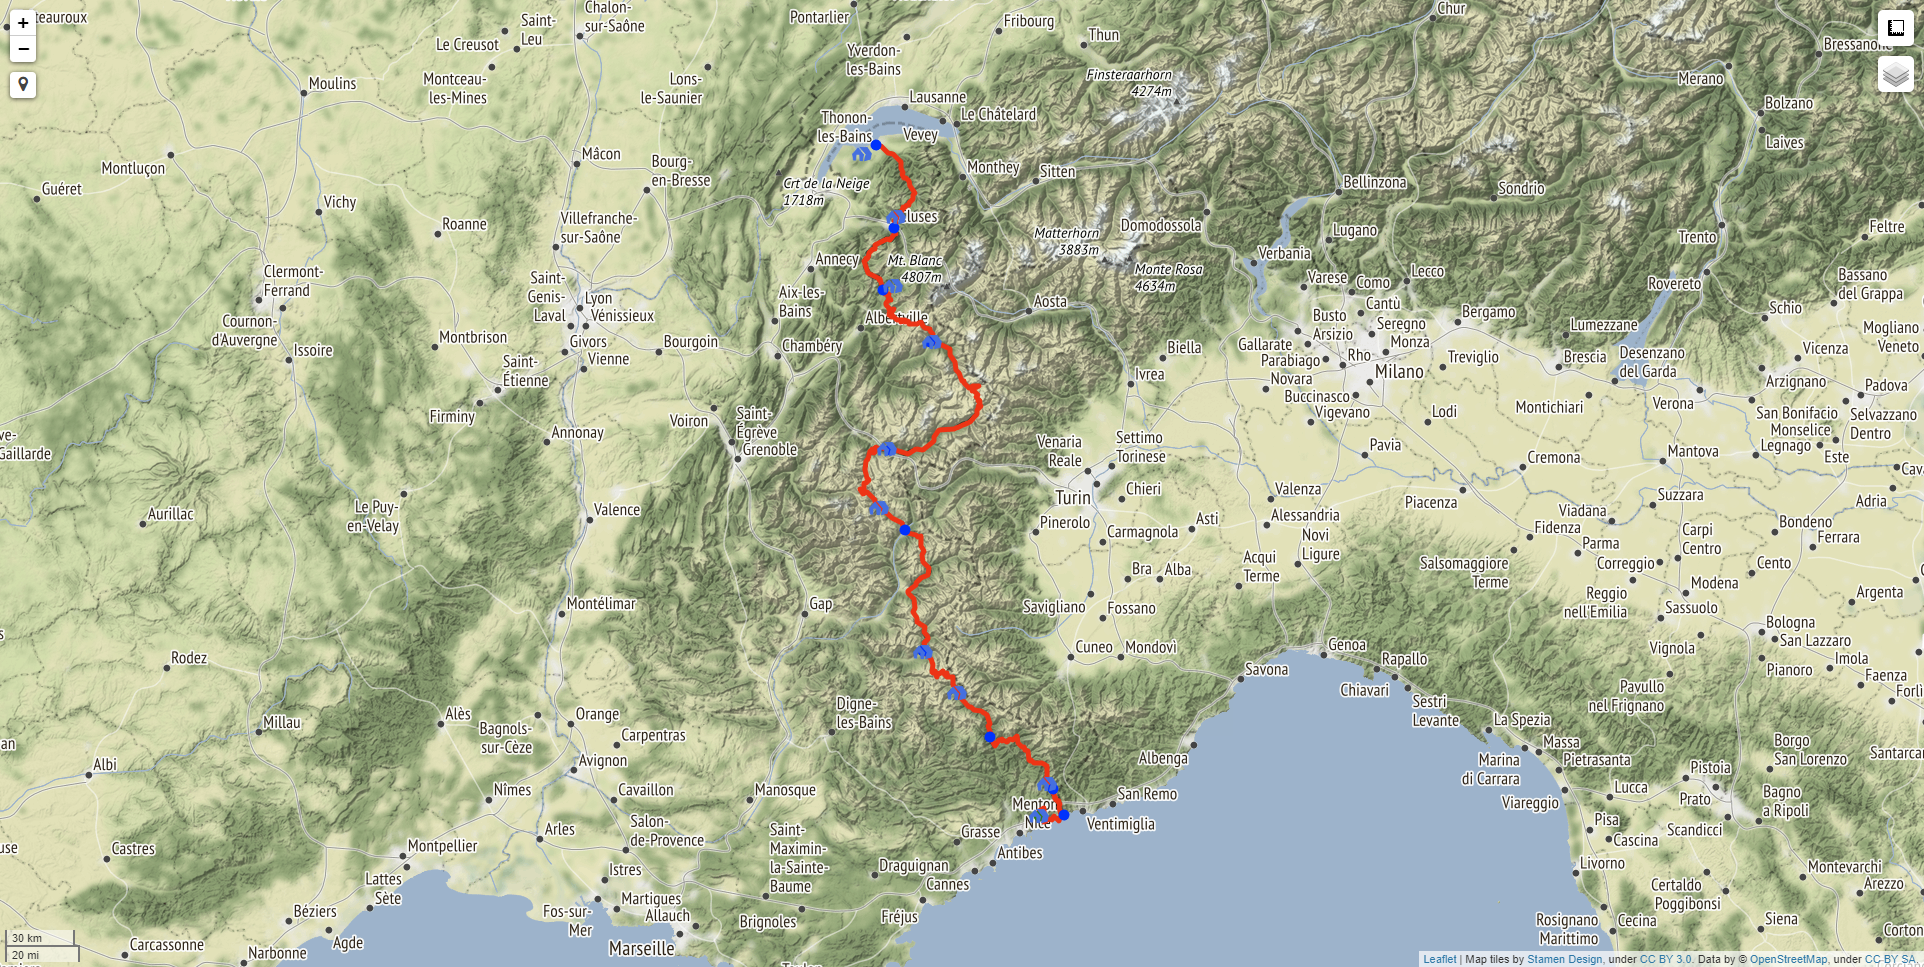 +
−
teauroux
Le Creusot
Saint-
Leu
Chalon-
sur-Saône
Pontarlier
Yverdon-
les-Bains
Fribourg
Thun
Chur
Bressanone
Merano
Finsteraarhorn
4274m
Moulins
Montceau-
les-Mines
Lons-
le-Saunier
Lausanne
Le Châtelard
Bolzano
Laives
Thonon-
les-Bains
Vevey
Montluçon
Mâcon
Bourg-
en-Bresse
Monthey
Sitten
Guéret
Crt de la Neige
1718m
Bellinzona
Sondrio
Vichy
Roanne
Villefranche-
sur-Saône
luses
Matterhorn
3883m
Domodossola
Lugano
Trento
Feltre
Clermont-
Ferrand
Annecy
Mt. Blanc
4807m
Monte Rosa
4634m
Verbania
Varese
Como
Lecco
Rovereto
Bassano
del Grappa
Saint-
Genis-
Laval
Lyon
Vénissieux
Aix-les-
Bains
Aosta
Cantù
Schio
Cournon-
d'Auvergne
Albertville
Busto
Arsizio
Seregno
Monza
Bergamo
Lumezzane
Mogliano
Veneto
Issoire
Montbrison
Givors
Vienne
Bourgoin
Chambéry
Biella
Gallarate
Parabiago
Rho
Milano
Treviglio
Brescia
Desenzano
del Garda
Vicenza
Saint-
Étienne
Ivrea
Novara
Buccinasco
Vigevano
Arzignano
Padova
Firminy
Voiron
Saint-
Égrève
Grenoble
Lodi
Montichiari
Verona
San Bonifacio
Monselice
Legnago
Selvazzano
Dentro
Este
ve-
Gaillarde
Annonay
Venaria
Reale
Settimo
Torinese
Pavia
Cremona
Mantova
Cav
Le Puy-
en-Velay
Aurillac
Valence
Turin
Chieri
Valenza
Piacenza
Suzzara
Adria
Pinerolo
Carmagnola
Asti
Alessandria
Novi
Ligure
Viadana
Fidenza
Parma
Carpi
Centro
Bondeno
Ferrara
Salsomaggiore
Terme
Correggio
Cento
Bra
Alba
Acqui
Terme
Modena
Argenta
Montélimar
Gap
Savigliano
Fossano
Reggio
nell'Emilia
Sassuolo
s
Rodez
Cuneo
Mondovì
Savona
Genoa
Rapallo
Chiavari
Sestri
Levante
Vignola
Bologna
San Lazzaro
Pianoro
Imola
Faenza
Forlì
Pavullo
nel Frignano
Millau
Alès
Bagnols-
sur-Cèze
Orange
Carpentras
Digne-
les-Bains
La Spezia
Massa
Pietrasanta
Borgo
San Lorenzo
Santarcan
an
Albi
Avignon
Albenga
Marina
di Carrara
Pistoia
Lucca
Prato
Bagno
a Ripoli
Nîmes
Cavaillon
Manosque
Menton
San Remo
Ventimiglia
Viareggio
Pisa
Cascina
Scandicci
Arles
Salon-
de-Provence
Saint-
Maximin-
la-Sainte-
Baume
Grasse
Nice
Antibes
use
Castres
Montpellier
Lattes
Sète
Istres
Martigues
Draguignan
Cannes
Livorno
Montevarchi
Arezzo
Certaldo
Poggibonsi
Béziers
Agde
Fos-sur-
Mer
Allauch
Marseille
Brignoles
Fréjus
Rosignano
Marittimo
Cecina
Siena
Corton
Carcassonne
Narbonne
30 km
20 mi
Leaflet | Map tiles by Stamen Design, under CC BY 3.0. Data by © OpenStreetMap, under CC BY SA.